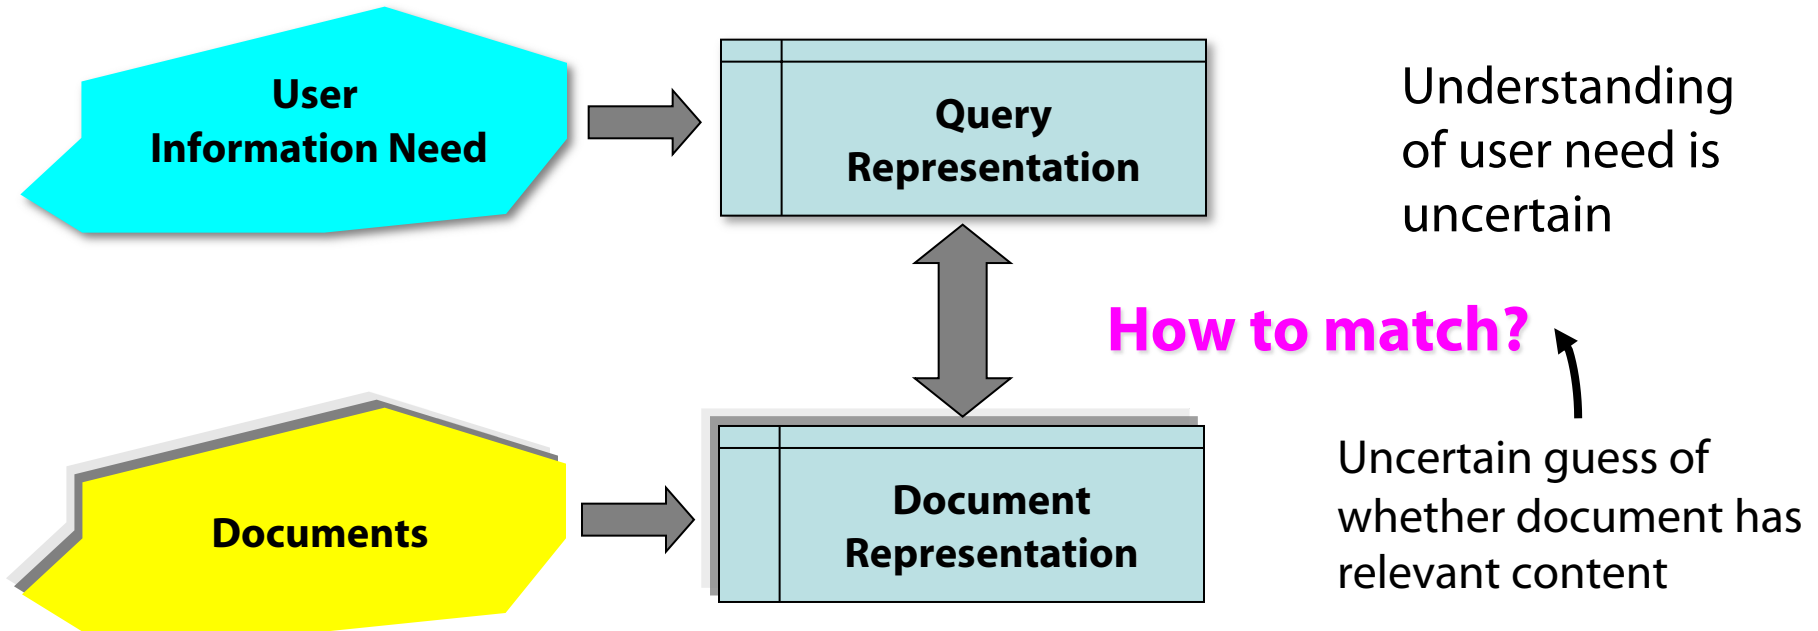 User
Information Need
Query
Representation
Understanding
of user need is
uncertain
How to match?
Documents
Document
Representation
Uncertain guess of
whether document has
relevant content